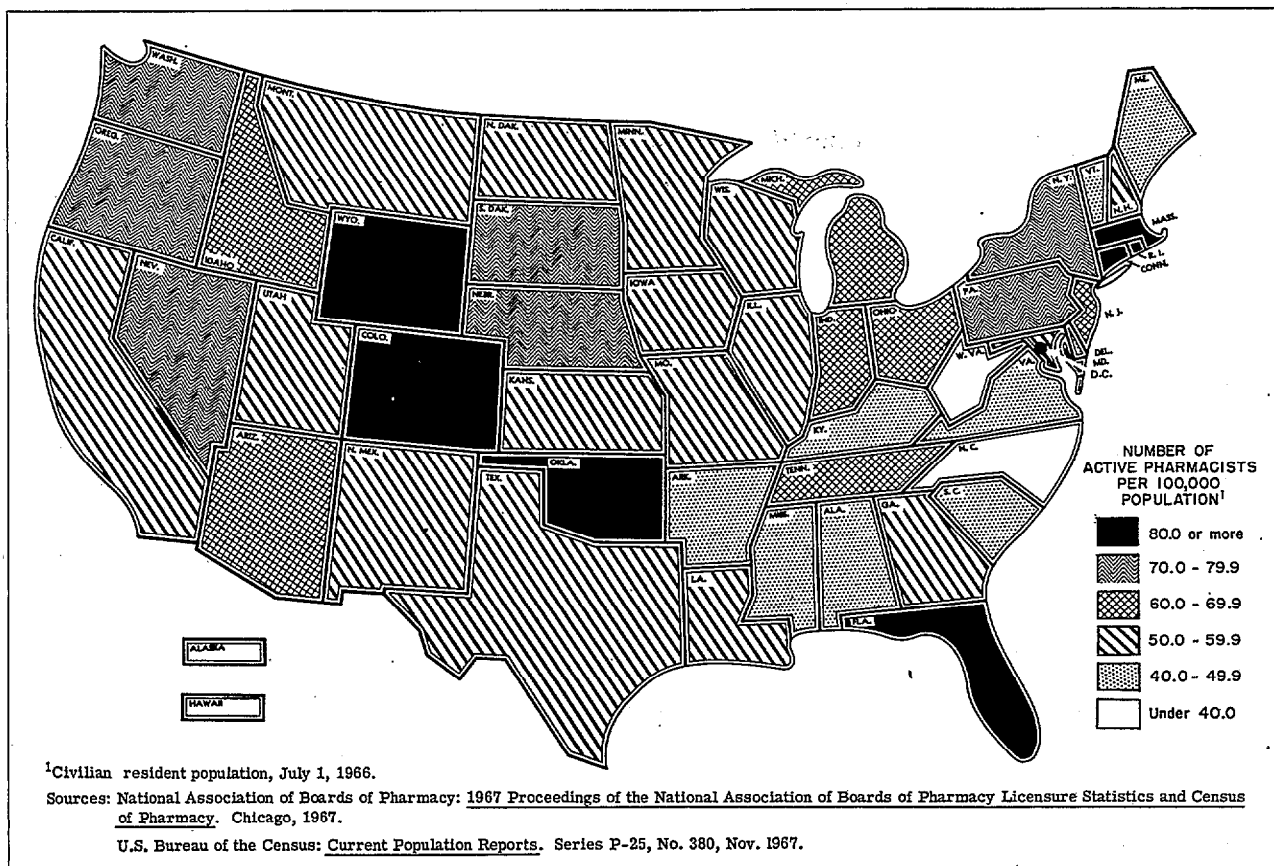 WASH.
MONT.
N. DAK.
MINN.
ME.
OREG.
MICH.
N. Y.
VT.
WIS.
N. H.
S. DAK.
MASS.
WYO.
R. I.
CALIF.
IDAHO
CONN.
NEV.
UTAH
IOWA
NEBR.
PA.
ILL.
IND.
OHIO
N. J.
COLO.
W. VA.
VA.
DEL.
MD.
D.C.
MO.
KANS.
KY.
ARIZ.
N. MEX.
OKLA.
N. C.
TENN.
TEX.
ARK.
S. C.
MISS.
ALA.
GA.
LA.
FLA.
ALASKA
HAWAII
NUMBER OF
ACTIVE PHARMACISTS
PER 100,000
POPULATION¹
80.0 or more
70.0 - 79.9
60.0 - 69.9
50.0 - 59.9
40.0 - 49.9
Under 40.0
¹Civilian resident population, July 1, 1966.
Sources: National Association of Boards of Pharmacy: 1967 Proceedings of the National Association of Boards of Pharmacy Licensure Statistics and Census
of Pharmacy. Chicago, 1967.
U.S. Bureau of the Census: Current Population Reports. Series P-25, No. 380, Nov. 1967.